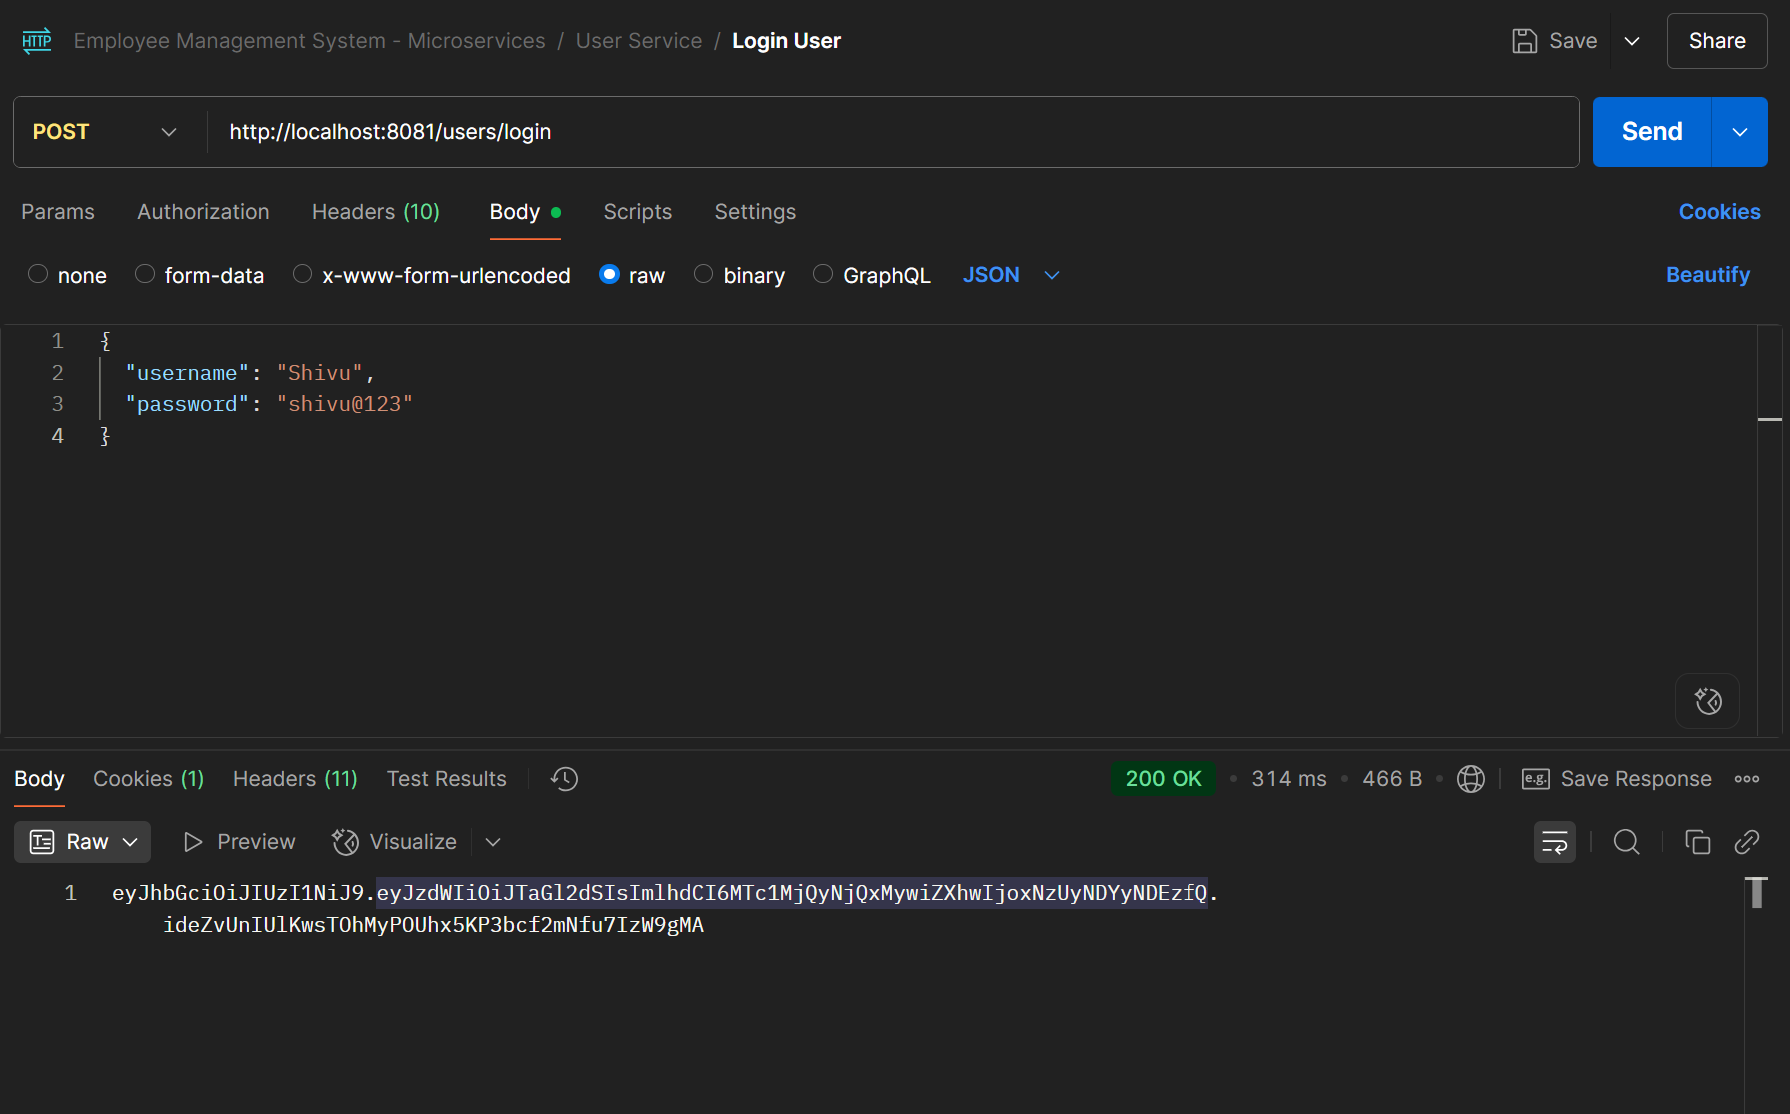 HTTP Employee Management System - Microservices / User Service / Login User Save Share
POST http://localhost:8081/users/login Send
Params Authorization Headers (10) Body Scripts Settings Cookies
none form-data x-www-form-urlencoded raw binary GraphQL JSON Beautify
1 {
2 "username": "Shivu",
3 "password": "shivu@123"
4 }
Body Cookies (1) Headers (11) Test Results 200 OK • 314 ms • 466 B • e.g. Save Response
Raw Preview Visualize
1 eyJhbGciOiJIUzI1NiJ9.eyJzdWIiOiJTaGl2dSIsImlhdCI6MTc1MjQyNjQxMywiZXhwIjoxNzUyNDYyNDEzfQ.
ideZvUnIUlKwsTOhMyPOUhx5KP3bcf2mNfu7IzW9gMA